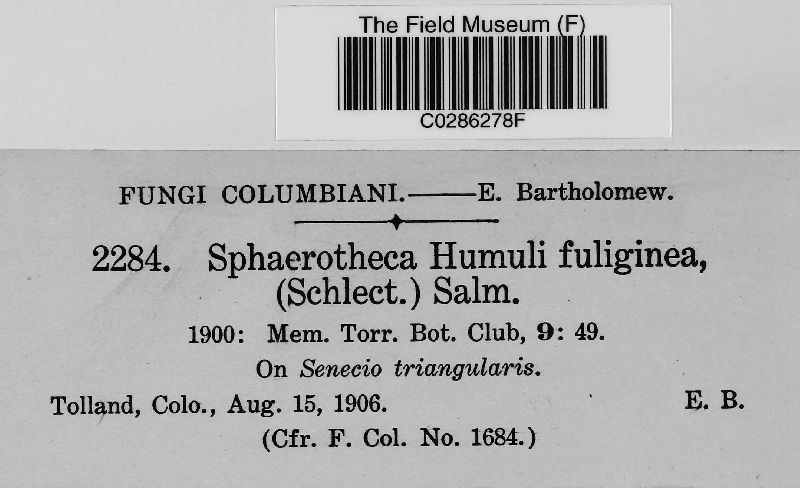 The Field Museum (F)
C0286278F
FUNGI COLUMBIANI.——E. Bartholomew.
2284. Sphaerotheca Humuli fuliginea,
(Schlect.) Salm.
1900: Mem. Torr. Bot. Club, 9: 49.
On Senecio triangularis.
Tolland, Colo., Aug. 15, 1906. E. B.
(Cfr. F. Col. No. 1684.)